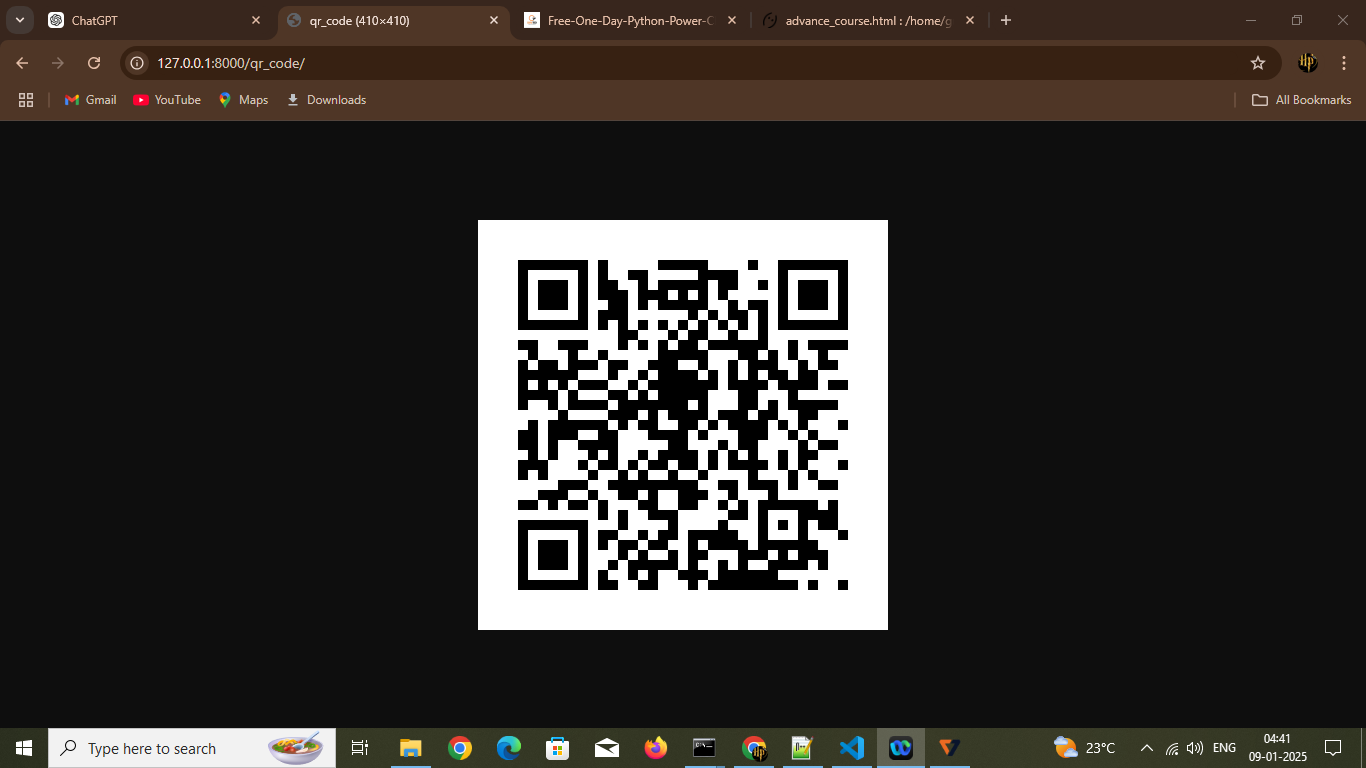 ChatGPT
qr_code (410×410)
Free-One-Day-Python-Power-C
advance_course.html : /home/g
127.0.0.1:8000/qr_code/
Gmail
YouTube
Maps
Downloads
All Bookmarks
Type here to search
23°C
ENG
04:41
09-01-2025